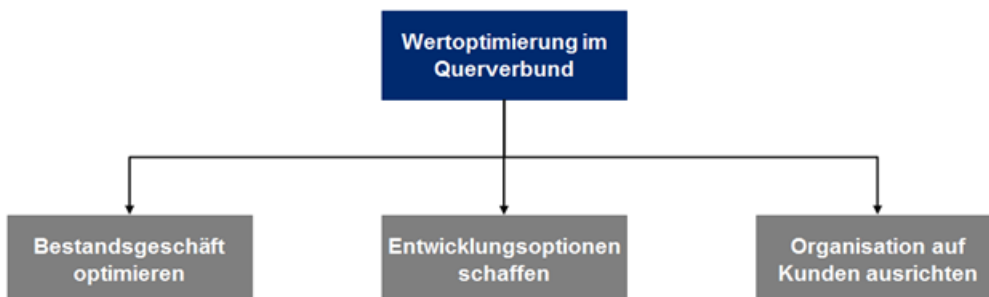 Wertoptimierung im
Querverbund
Bestandsgeschäft
optimieren
Entwicklungsoptionen
schaffen
Organisation auf
Kunden ausrichten